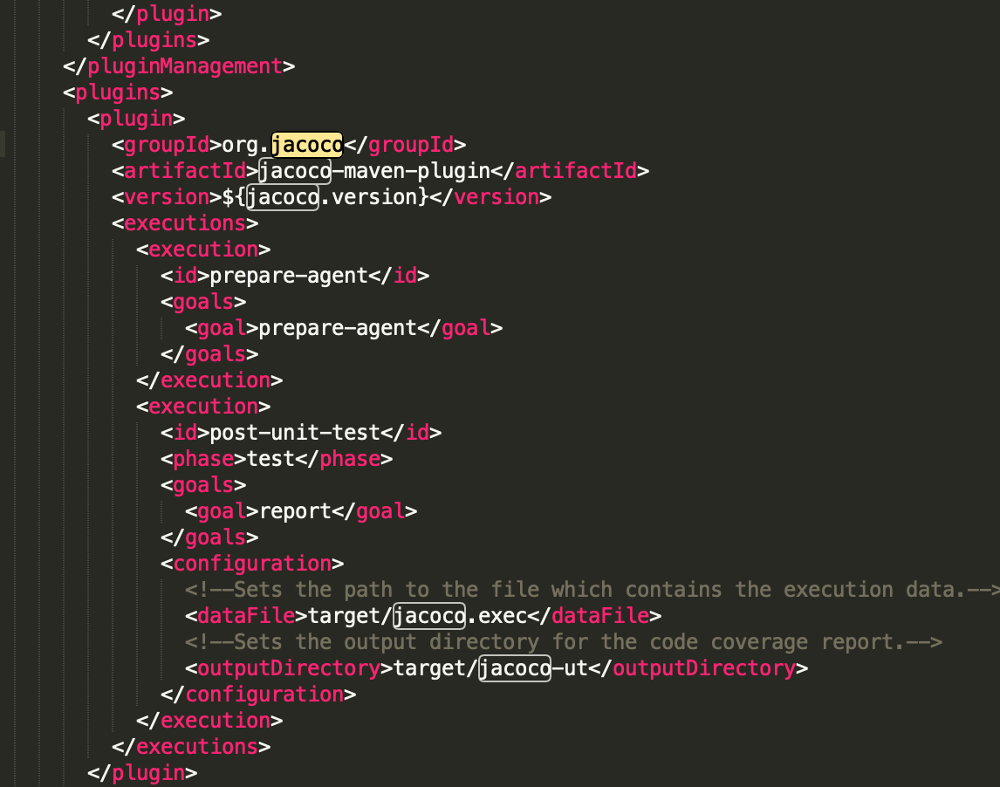 </plugin>
</plugins>
</pluginManagement>
<plugins>
<plugin>
<groupId>org.jacoco</groupId>
<artifactId>jacoco-maven-plugin</artifactId>
<version>${jacoco.version}</version>
<executions>
<execution>
<id>prepare-agent</id>
<goals>
<goal>prepare-agent</goal>
</goals>
</execution>
<execution>
<id>post-unit-test</id>
<phase>test</phase>
<goals>
<goal>report</goal>
</goals>
<configuration>
<!--Sets the path to the file which contains the execution data.-->
<dataFile>target/jacoco.exec</dataFile>
<!--Sets the output directory for the code coverage report.-->
<outputDirectory>target/jacoco-ut</outputDirectory>
</configuration>
</execution>
</executions>
</plugin>